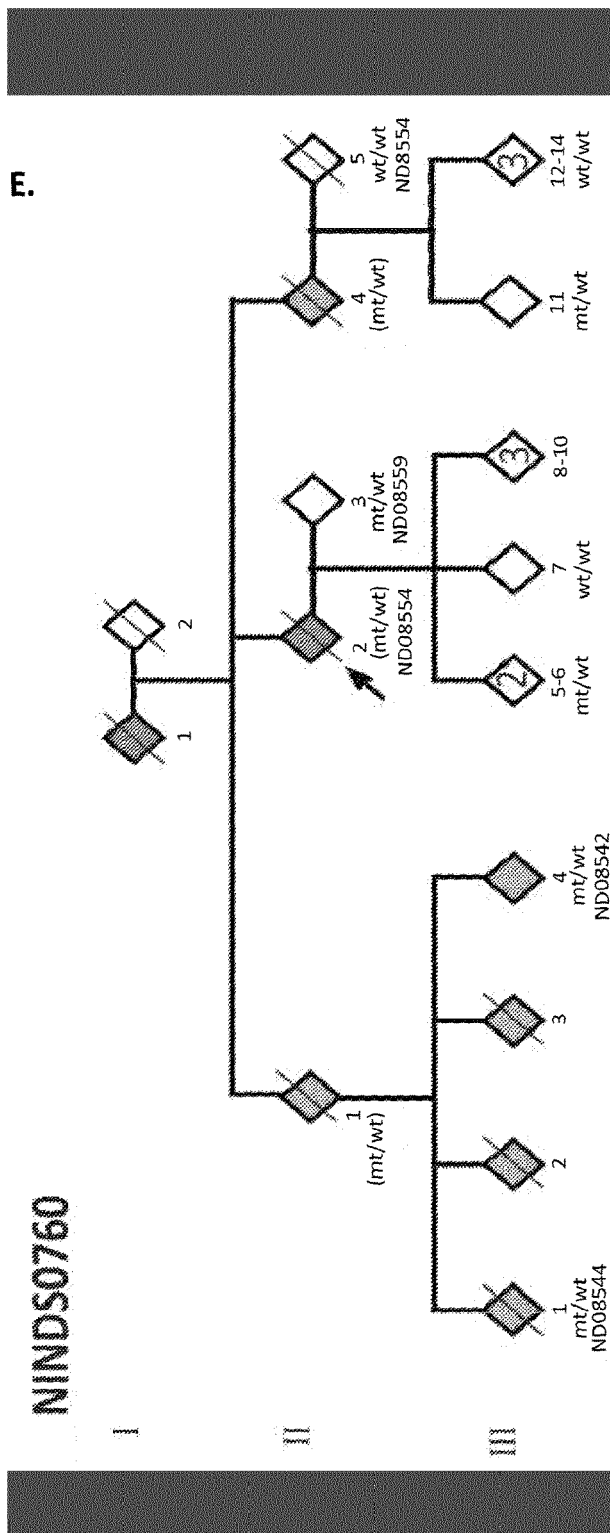 E.
NINDS0760
I
1
2
II
1
(mt/wt)
2
(mt/wt)
ND08554
3
mt/wt
ND08559
4
(mt/wt)
5
wt/wt
ND8554
III
1
mt/wt
ND08544
2
3
4
mt/wt
ND08542
2
5-6
mt/wt
7
wt/wt
3
8-10
11
mt/wt
3
12-14
wt/wt